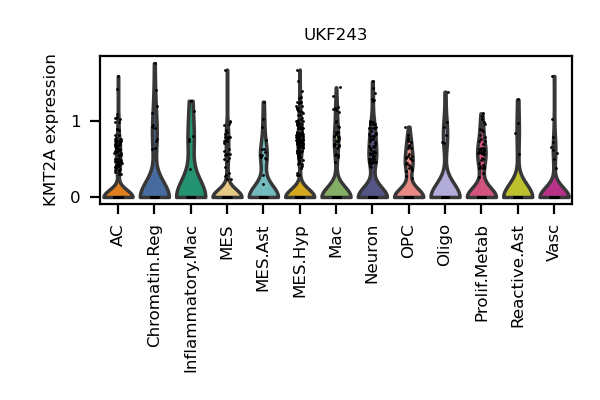 UKF243
KMT2A expression
1
0
AC
Chromatin.Reg
Inflammatory.Mac
MES
MES.Ast
MES.Hyp
Mac
Neuron
OPC
Oligo
Prolif.Metab
Reactive.Ast
Vasc